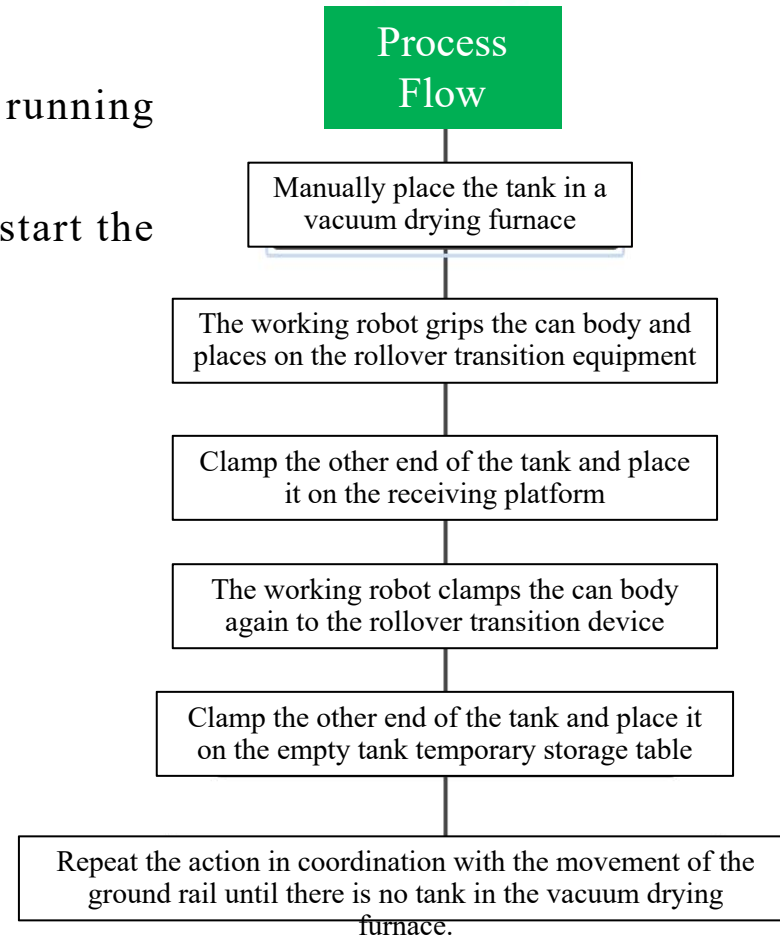 Process
Flow
running
start the
Manually place the tank in a
vacuum drying furnace
The working robot grips the can body and
places on the rollover transition equipment
Clamp the other end of the tank and place
it on the receiving platform
The working robot clamps the can body
again to the rollover transition device
Clamp the other end of the tank and place it
on the empty tank temporary storage table
Repeat the action in coordination with the movement of the
ground rail until there is no tank in the vacuum drying
furnace.